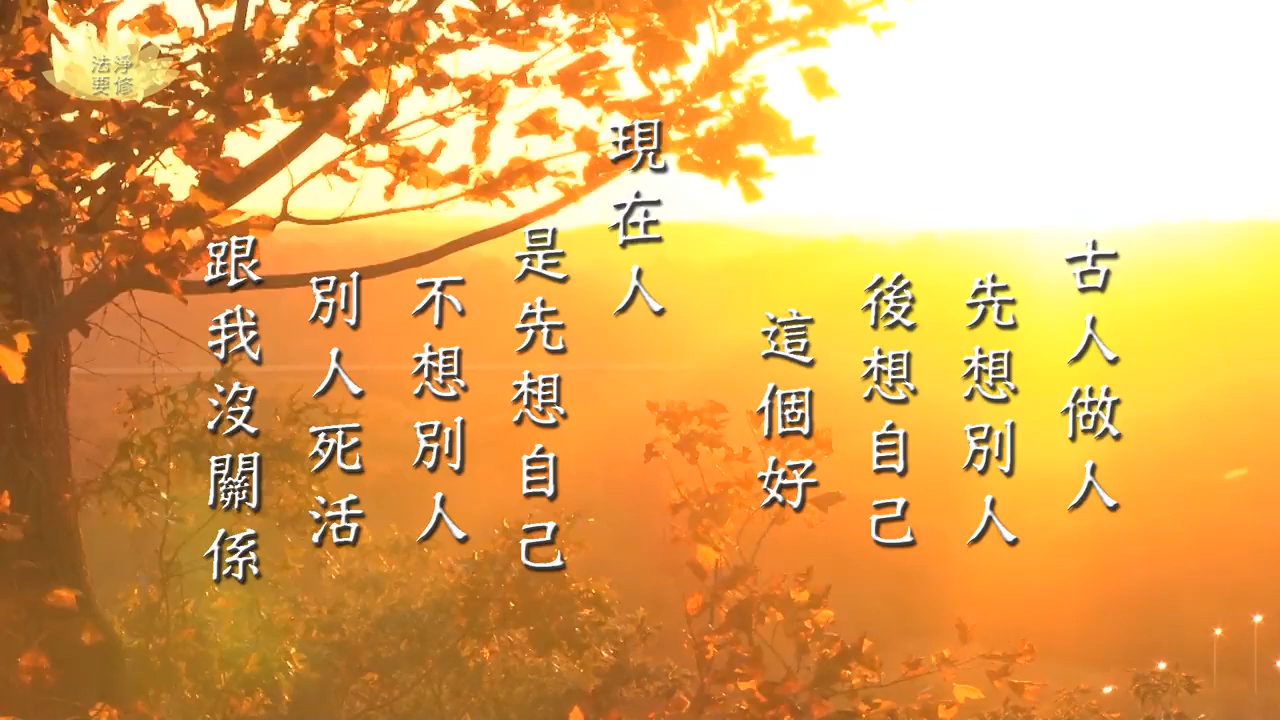 古人做人
先想別人
後想自己
這個好
現在人
是先想自己
不想別人
別人死活
跟我沒關係
淨修
法要